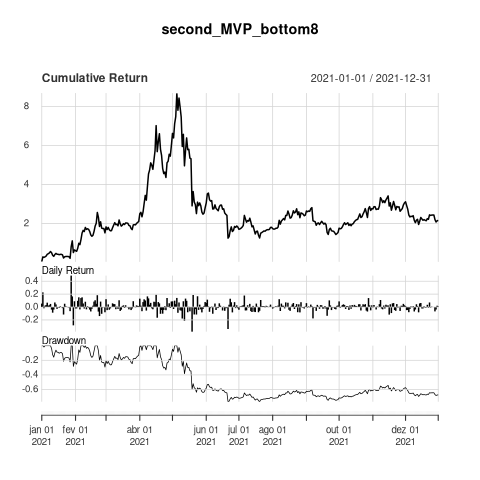 second_MVP_bottom8
Cumulative Return 2021-01-01 / 2021-12-31
8
6
4
2
Daily Return
0.4
0.2
0.0
-0.2
Drawdown
-0.2
-0.4
-0.6
jan 01 fev 01 abr 01 jun 01 jul 01 ago 01 out 01 dez 01
2021 2021 2021 2021 2021 2021 2021 2021